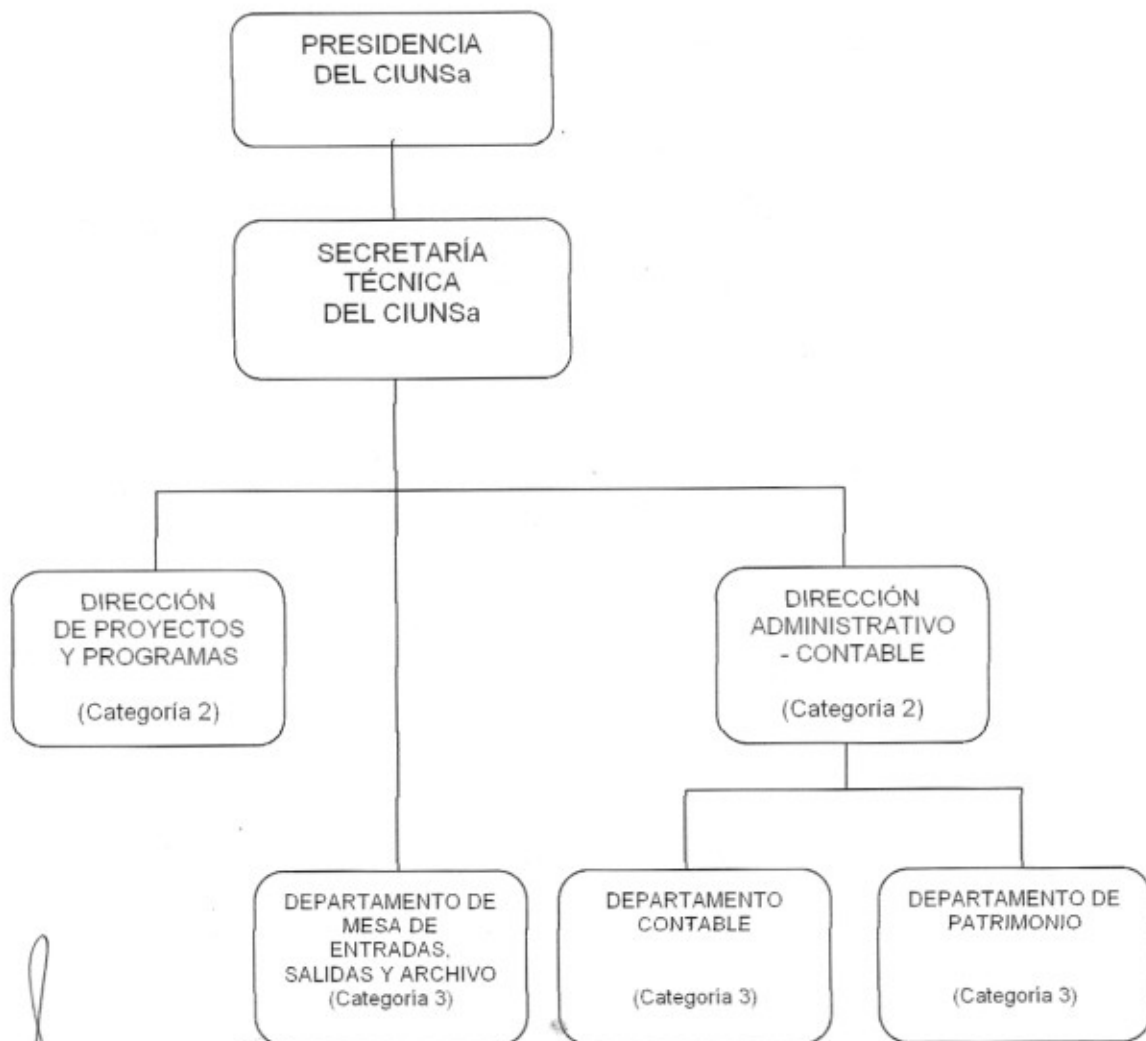 PRESIDENCIA
DEL CIUNSa
SECRETARÍA
TÉCNICA
DEL CIUNSa
DIRECCIÓN
DE PROYECTOS
Y PROGRAMAS
(Categoría 2)
DIRECCIÓN
ADMINISTRATIVO
- CONTABLE
(Categoria 2)
DEPARTAMENTO DE
MESA DE
ENTRADAS,
SALIDAS Y ARCHIVO
(Categoria 3)
DEPARTAMENTO
CONTABLE
(Categoria 3)
DEPARTAMENTO DE
PATRIMONIO
(Categoria 3)